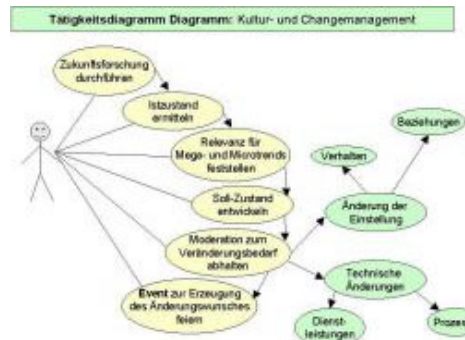 Tätigkeitsdiagramm Diagramm: Kultur- und Changemanagement
Zukunftsforschung
durchführen
Istzustand
ermitteln
Relevanz für
Mega- und Microtrends
feststellen
Soll-Zustand
entwickeln
Moderation zum
Veränderungsbedarf
abhalten
Event zur Erzeugung
des Änderungswunsches
feiern
Beziehungen
Verhalten
Änderung der
Einstellung
Technische
Änderungen
Dienst-
leistungen
Prozes